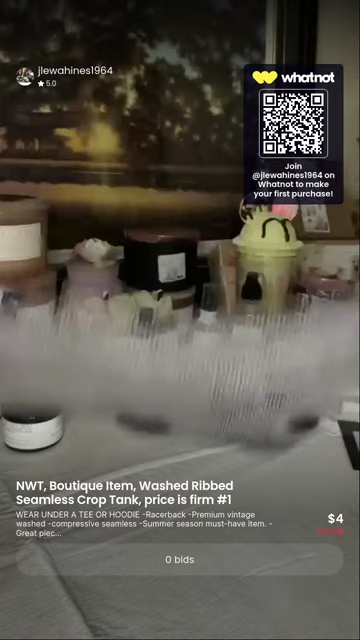 jlewahines1964
5.0
whatnot
Join
@jlewahines1964 on
Whatnot to make
your first purchase!
NWT, Boutique Item, Washed Ribbed
Seamless Crop Tank, price is firm #1
WEAR UNDER A TEE OR HOODIE -Racerback -Premium vintage
washed -compressive seamless -Summer season must-have item. -
Great piec...
$4
0 bids